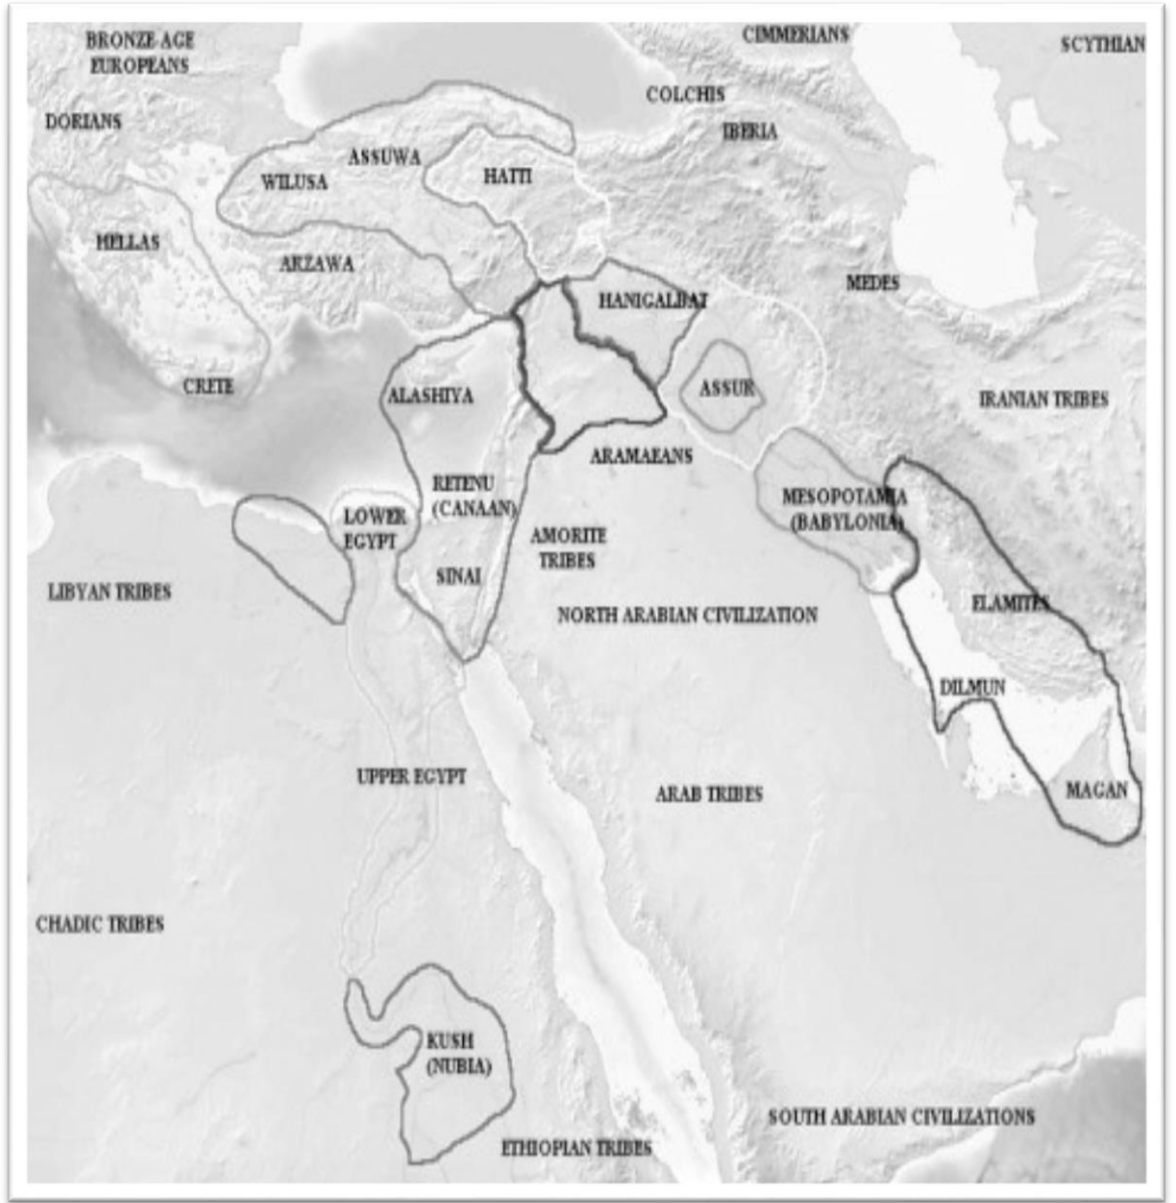 BRONZE AGE
EUROPEANS
CIMMERIANS
SCYTHIAN
COLCHIS
DORIANS
IBERIA
ASSUWA
WILUSA
HATTI
HELLAS
ARZAWA
MEDES
HANIGALBAT
CRETE
ALASHIYA
ASSUR
IRANIAN TRIBES
ARAMAEANS
RETENU
(CANAAN)
MESOPOTAMIA
(BABYLONIA)
LOWER
EGYPT
AMORITE
TRIBES
SINAI
LIBYAN TRIBES
NORTH ARABIAN CIVILIZATION
ELAMITES
DILMUN
UPPER EGYPT
ARAB TRIBES
MAGAN
CHADIC TRIBES
KUSH
(NUBIA)
SOUTH ARABIAN CIVILIZATIONS
ETHIOPIAN TRIBES